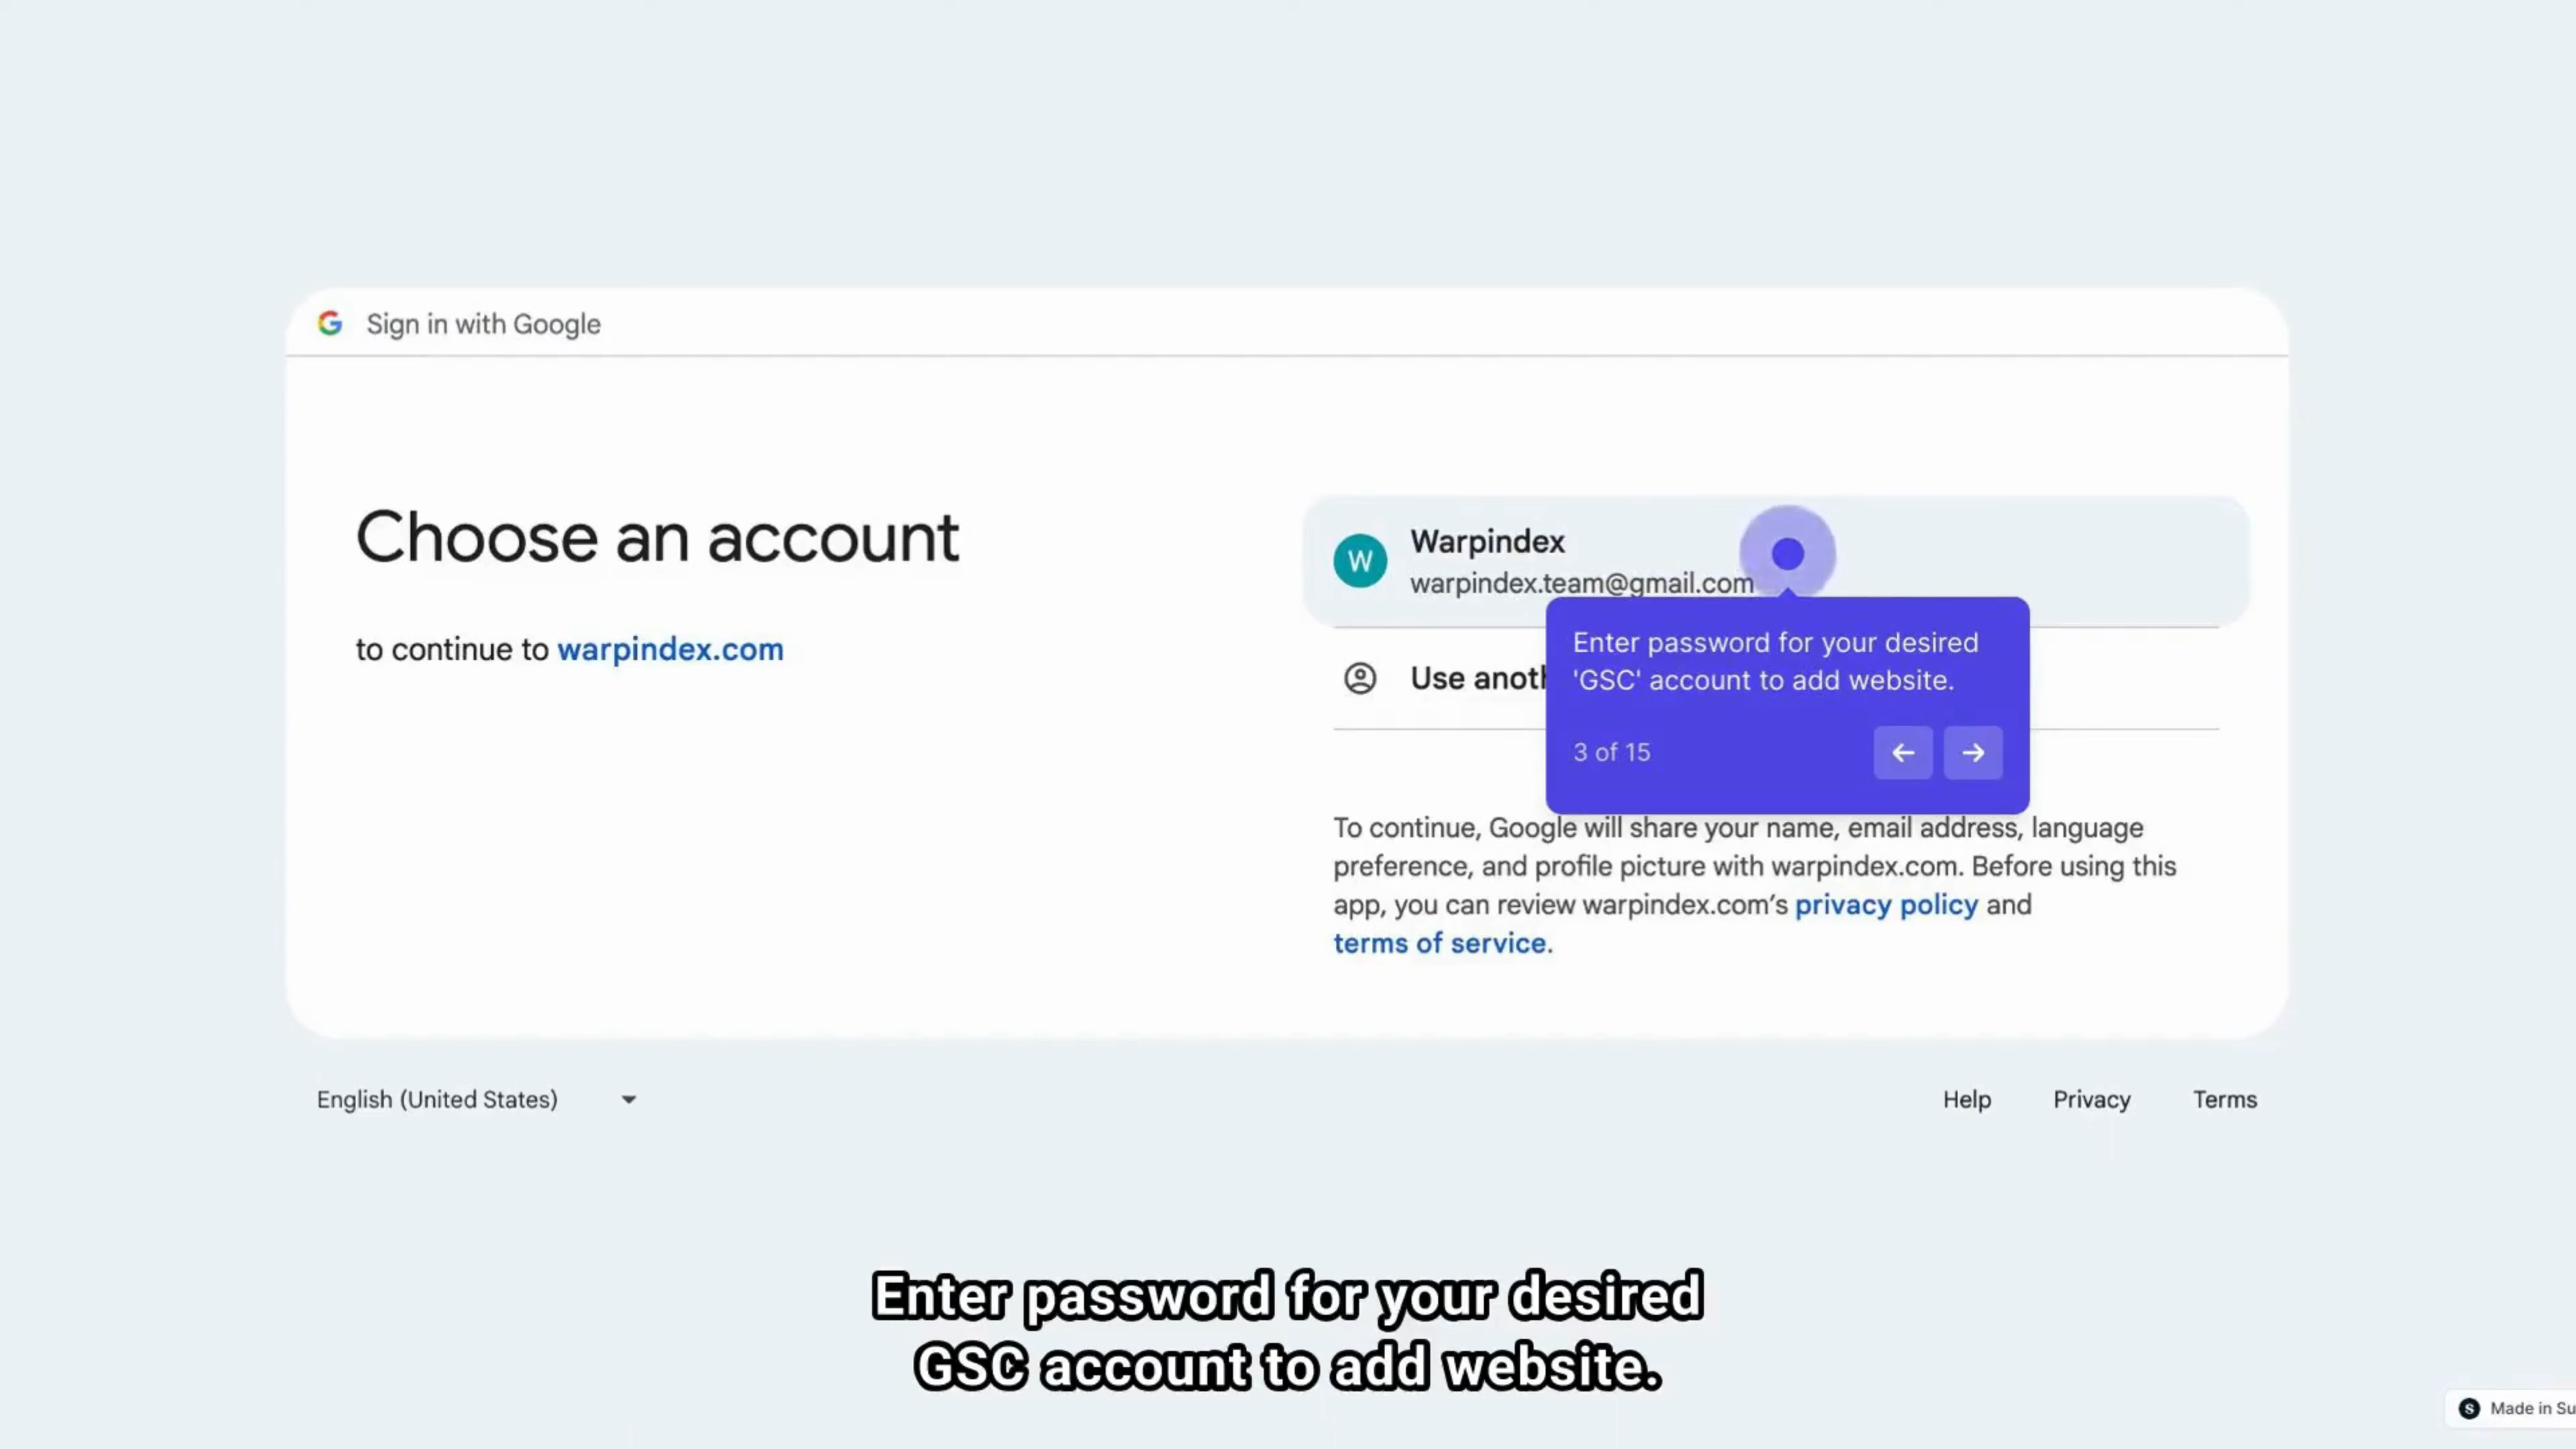 Sign in with Google
Choose an account
to continue to warpindex.com
W
Warpindex
warpindex.team@gmail.com
Use
Enter password for your desired
'GSC' account to add website.
3 of 15
To continue, Google will share your name, email address, language
preference, and profile picture with warpindex.com. Before using this
app, you can review warpindex.com’s privacy policy and
terms of service.
English (United States)
Help Privacy Terms
Enter password for your desired
GSC account to add website.
S Made in